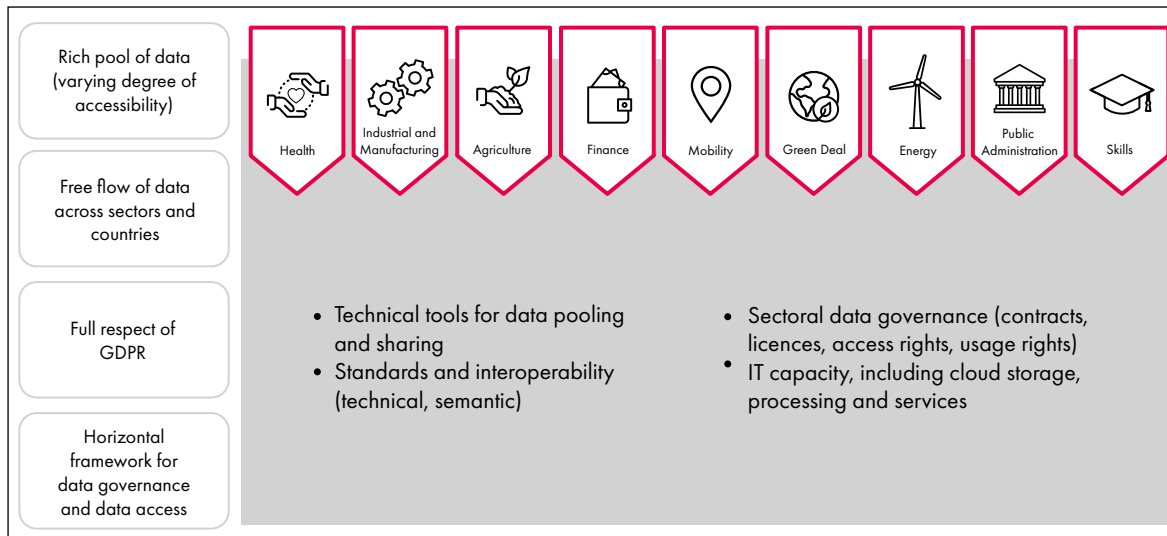 Rich pool of data
(varying degree of
accessibility)
Free flow of data
across sectors and
countries
Full respect of
GDPR
Horizontal
framework for
data governance
and data access
Health
Industrial and
Manufacturing
Agriculture
Finance
Mobility
Green Deal
Energy
Public
Administration
Skills
• Technical tools for data pooling
and sharing
• Standards and interoperability
(technical, semantic)
• Sectoral data governance (contracts,
licences, access rights, usage rights)
• IT capacity, including cloud storage,
processing and services